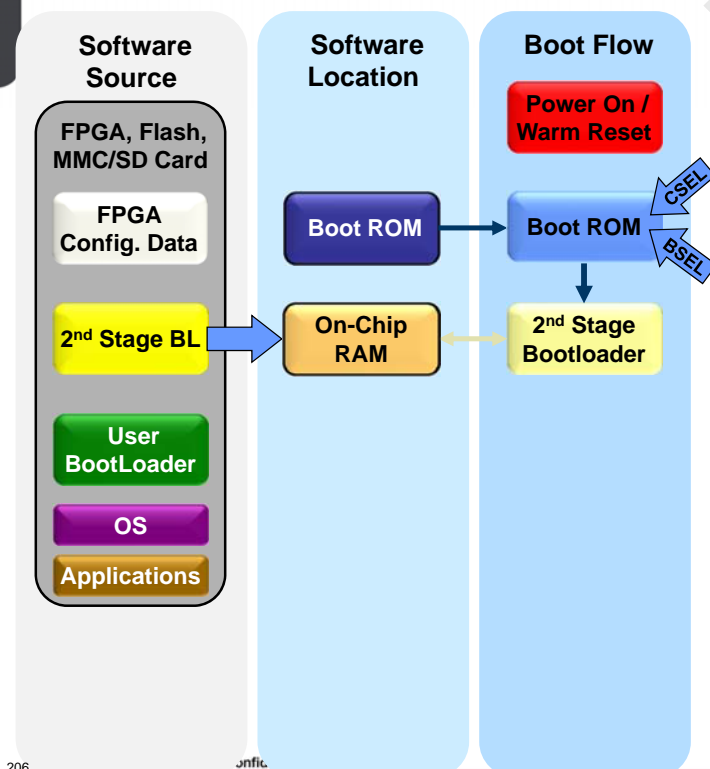 Software
Source
FPGA, Flash,
MMC/SD Card
FPGA
Config. Data
2nd Stage BL
User
BootLoader
OS
Applications
Software
Location
Boot ROM
On-Chip
RAM
Boot Flow
Power On /
Warm Reset
Boot ROM
CSEL
BSEL
2nd Stage
Bootloader
206